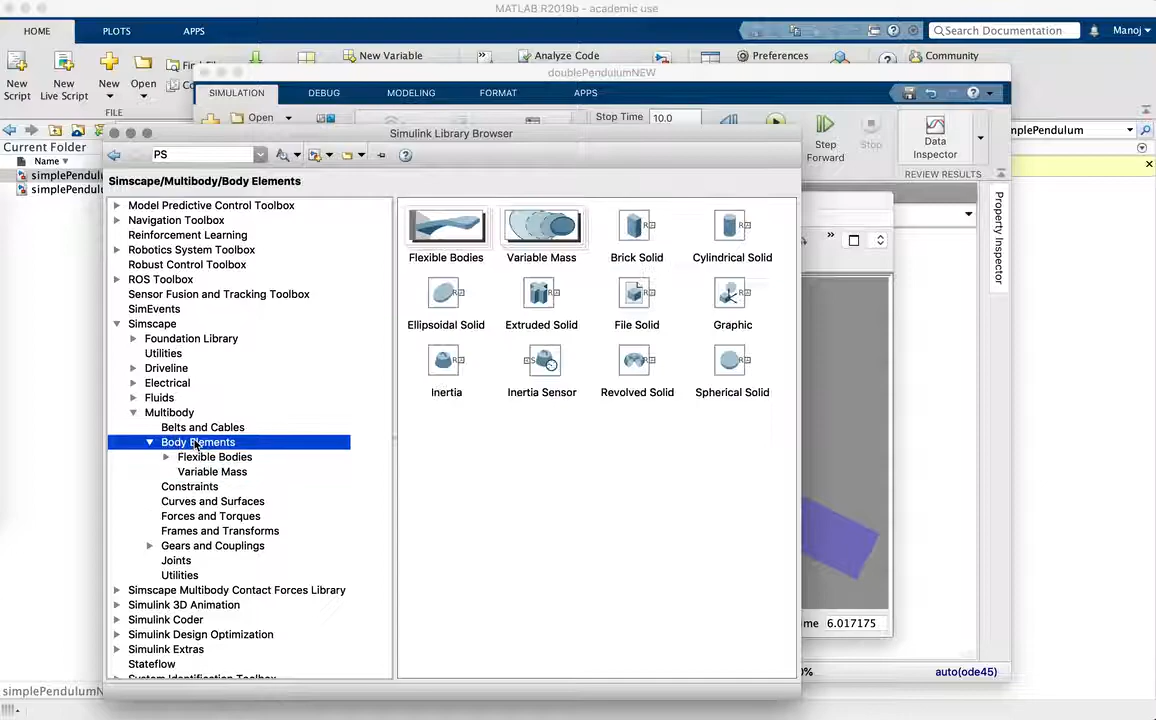 MATLAB R2019b - academic use
HOME PLOTS APPS Search Documentation Manoj
New Variable Analyze Code Preferences Community
New Script New Live Script New Open
FILE
doublePendulumNEW
SIMULATION DEBUG MODELING FORMAT APPS
Open Stop Time 10.0
Step Forward Stop Data Inspector
REVIEW RESULTS
Current Folder
Name
simplePendulu
simplePendulu
mplePendulum
Simulink Library Browser
PS
Simscape/Multibody/Body Elements
Model Predictive Control Toolbox
Navigation Toolbox
Reinforcement Learning
Robotics System Toolbox
Robust Control Toolbox
ROS Toolbox
Sensor Fusion and Tracking Toolbox
SimEvents
Simscape
Foundation Library
Utilities
Driveline
Electrical
Fluids
Multibody
Belts and Cables
Body Elements
Flexible Bodies
Variable Mass
Constraints
Curves and Surfaces
Forces and Torques
Frames and Transforms
Gears and Couplings
Joints
Utilities
Simscape Multibody Contact Forces Library
Simulink 3D Animation
Simulink Coder
Simulink Design Optimization
Simulink Extras
Stateflow
System Identification Toolbox
Flexible Bodies Variable Mass Brick Solid Cylindrical Solid
Ellipsoidal Solid Extruded Solid File Solid Graphic
Inertia Inertia Sensor Revolved Solid Spherical Solid
Property Inspector
me 6.017175
0% auto(ode45)
simplePendulumN